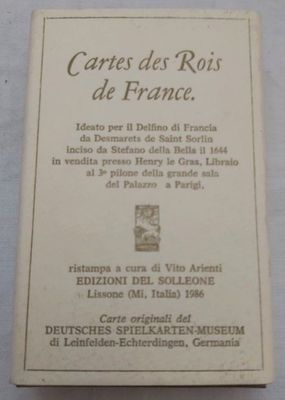 Cartes des Rois
de France.
Ideato per il Delfino di Francia
da Desmarets de Saint Sorlin
inciso da Stefano della Bella il 1644
in vendita presso Henry le Gras, Libraio
al 3º pilone della grande sala
del Palazzo a Parigi.
ristampa a cura di Vito Arienti
EDIZIONI DEL SOLLEONE
Lissone (Mi, Italia) 1986
Carte originali del
DEUTSCHES SPIELKARTEN-MUSEUM
di Leinfelden-Echterdingen, Germania